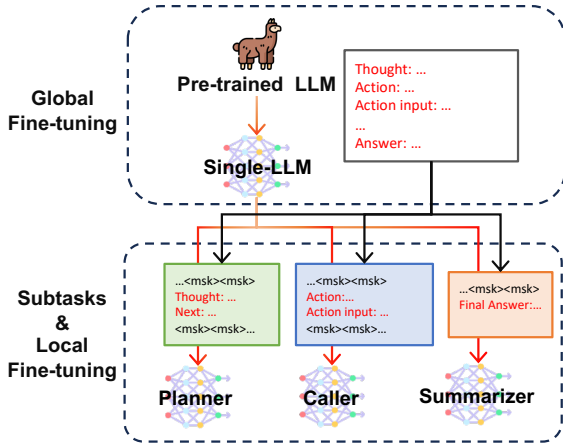 Pre-trained LLM
Global
Fine-tuning
Single-LLM
Thought: ...
Action: ...
Action input: ...
...
Answer: ...
Subtasks
&
Local
Fine-tuning
...<msk><msk>
Thought: ...
Next: ...
<msk><msk>...
Planner
...<msk><msk>
Action:...
Action input: ...
<msk><msk>...
Caller
...<msk><msk>
Final Answer:...
Summarizer